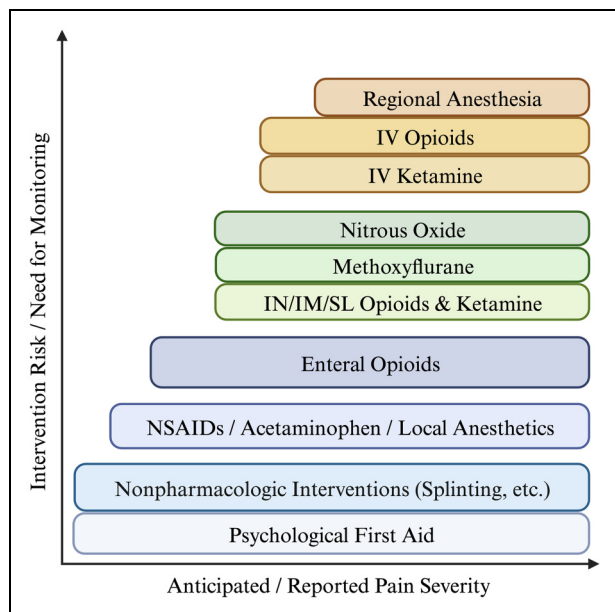 Intervention Risk / Need for Monitoring
Regional Anesthesia
IV Opioids
IV Ketamine
Nitrous Oxide
Methoxyflurane
IN/IM/SL Opioids & Ketamine
Enteral Opioids
NSAIDs / Acetaminophen / Local Anesthetics
Nonpharmacologic Interventions (Splinting, etc.)
Psychological First Aid
Anticipated / Reported Pain Severity